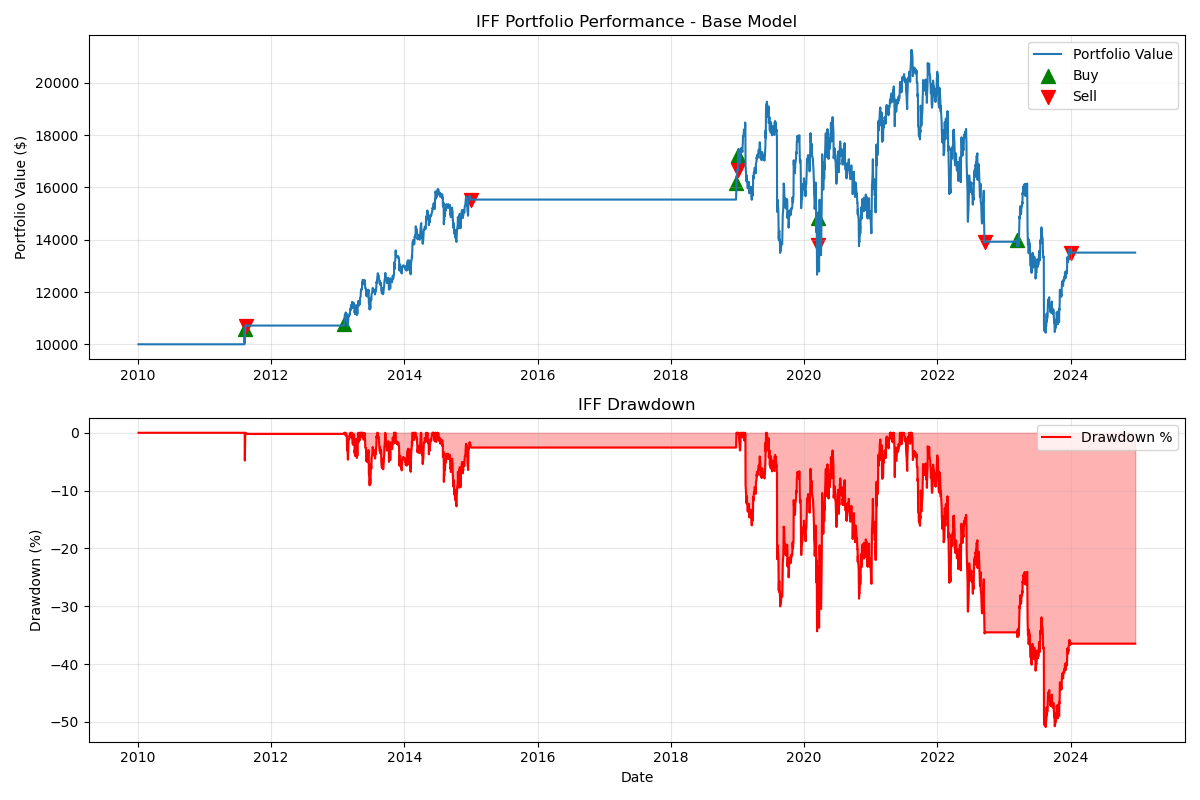 IFF Portfolio Performance - Base Model
Portfolio Value ($)
20000
18000
16000
14000
12000
10000
Portfolio Value
Buy
Sell
2010 2012 2014 2016 2018 2020 2022 2024
IFF Drawdown
Drawdown (%)
0
−10
−20
−30
−40
−50
Drawdown %
2010 2012 2014 2016 2018 2020 2022 2024
Date